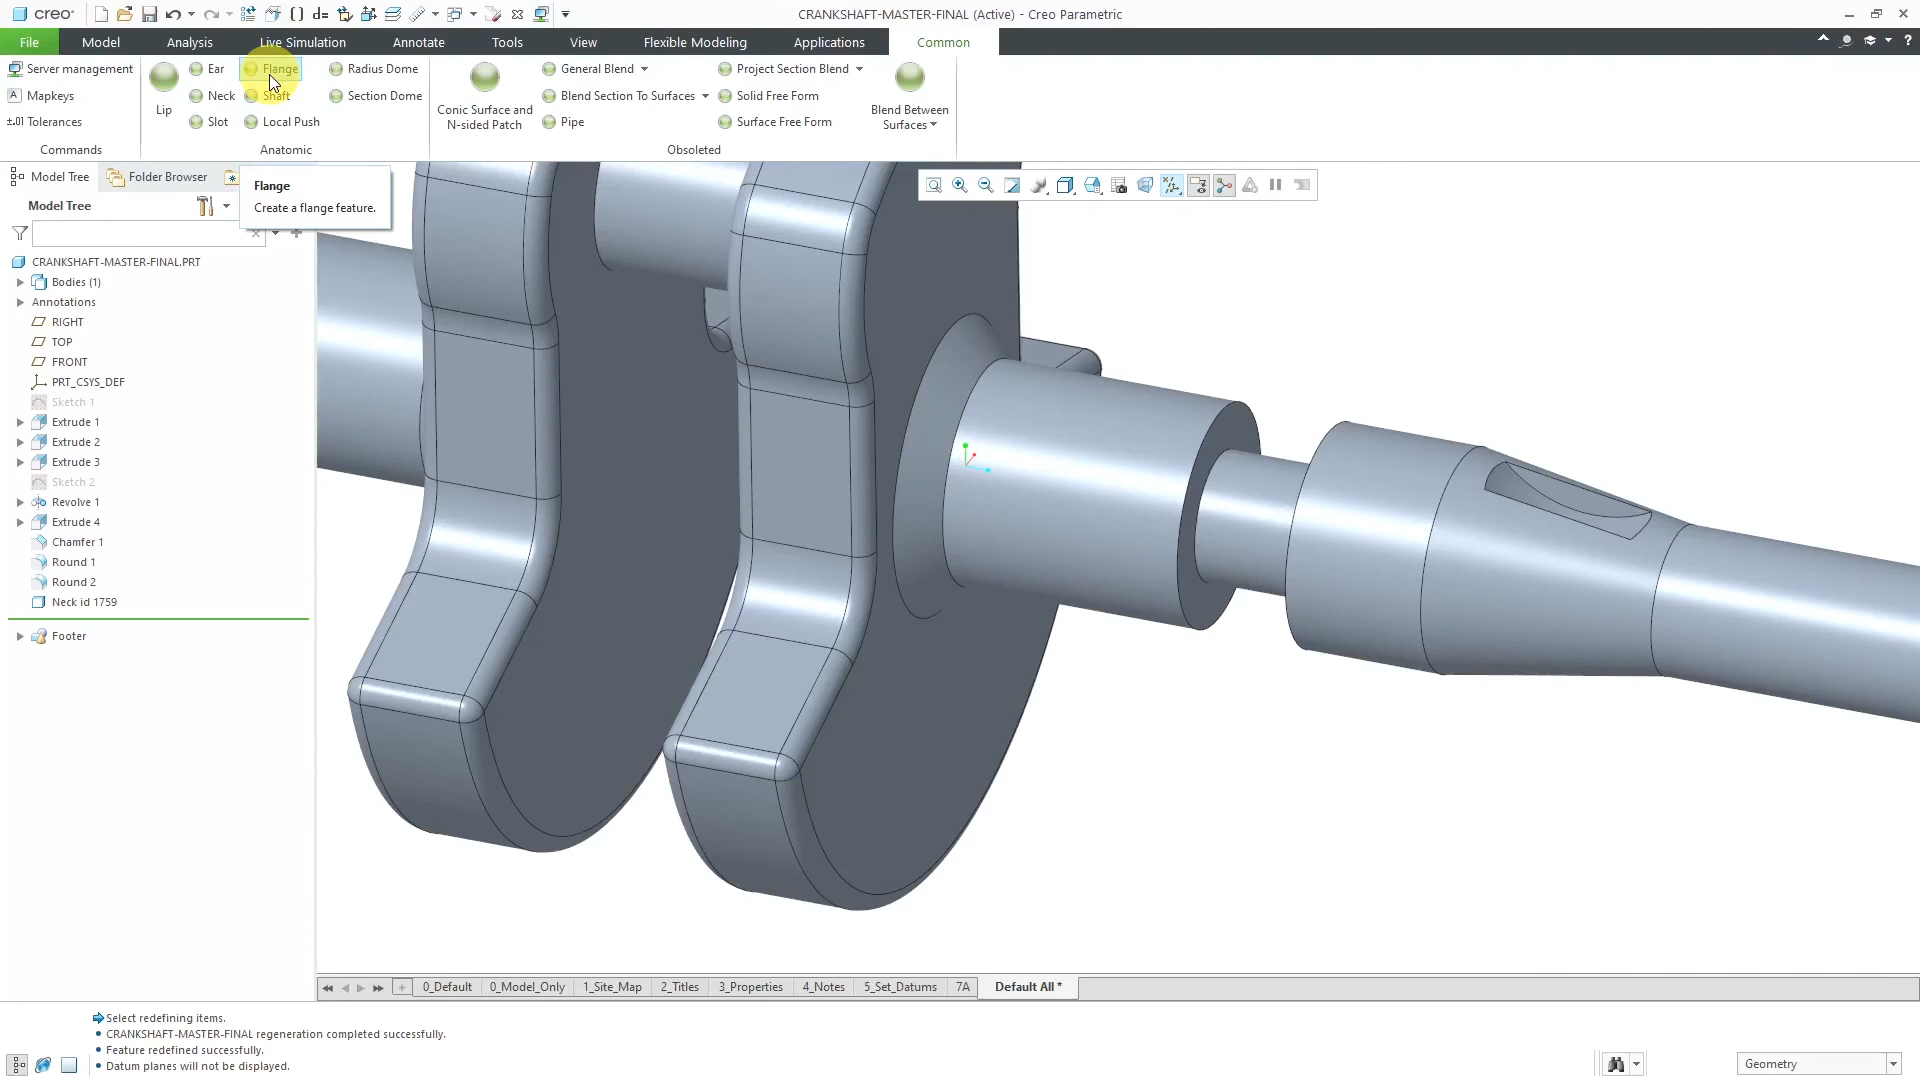 creo
CRANKSHAFT-MASTER-FINAL (Active) - Creo Parametric
File Model Analysis Live Simulation Annotate Tools View Flexible Modeling Applications Common
Server management
Mapkeys
±.01 Tolerances
Commands
Lip
Ear
Neck
Slot
Flange
Shaft
Local Push
Radius Dome
Section Dome
Anatomic
Conic Surface and
N-sided Patch
General Blend
Blend Section To Surfaces
Pipe
Project Section Blend
Solid Free Form
Surface Free Form
Blend Between
Surfaces
Obsoleted
Model Tree Folder Browser
Flange
Create a flange feature.
Model Tree
CRANKSHAFT-MASTER-FINAL.PRT
Bodies (1)
Annotations
RIGHT
TOP
FRONT
PRT_CSYS_DEF
Sketch 1
Extrude 1
Extrude 2
Extrude 3
Sketch 2
Revolve 1
Extrude 4
Chamfer 1
Round 1
Round 2
Neck id 1759
Footer
0_Default 0_Model_Only 1_Site_Map 2_Titles 3_Properties 4_Notes 5_Set_Datums 7A Default All *
Select redefining items.
• CRANKSHAFT-MASTER-FINAL regeneration completed successfully.
• Feature redefined successfully.
• Datum planes will not be displayed.
Geometry